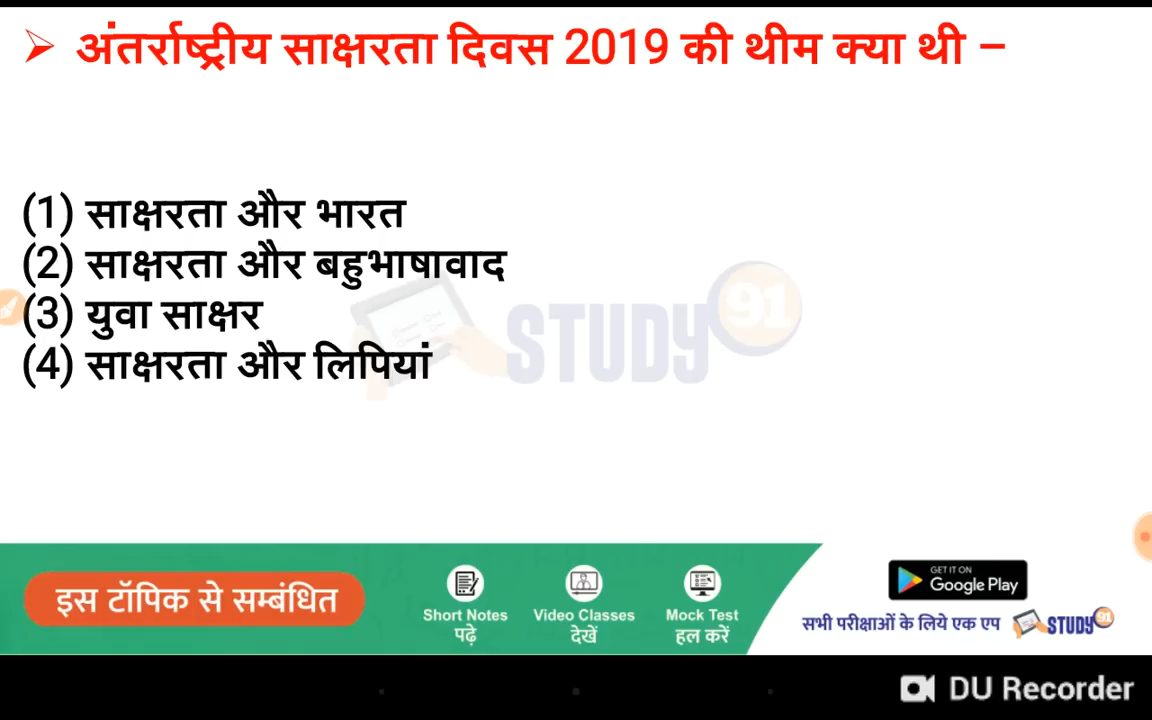 ➢ अंतर्राष्ट्रीय साक्षरता दिवस 2019 की थीम क्या थी –
(1) साक्षरता और भारत
(2) साक्षरता और बहुभाषावाद
(3) युवा साक्षर
(4) साक्षरता और लिपियां
STUDY 91
इस टॉपिक से सम्बंधित
Short Notes
पढ़े
Video Classes
देखें
Mock Test
हल करें
GET IT ON
Google Play
सभी परीक्षाओं के लिये एक एप
STUDY 91
DU Recorder